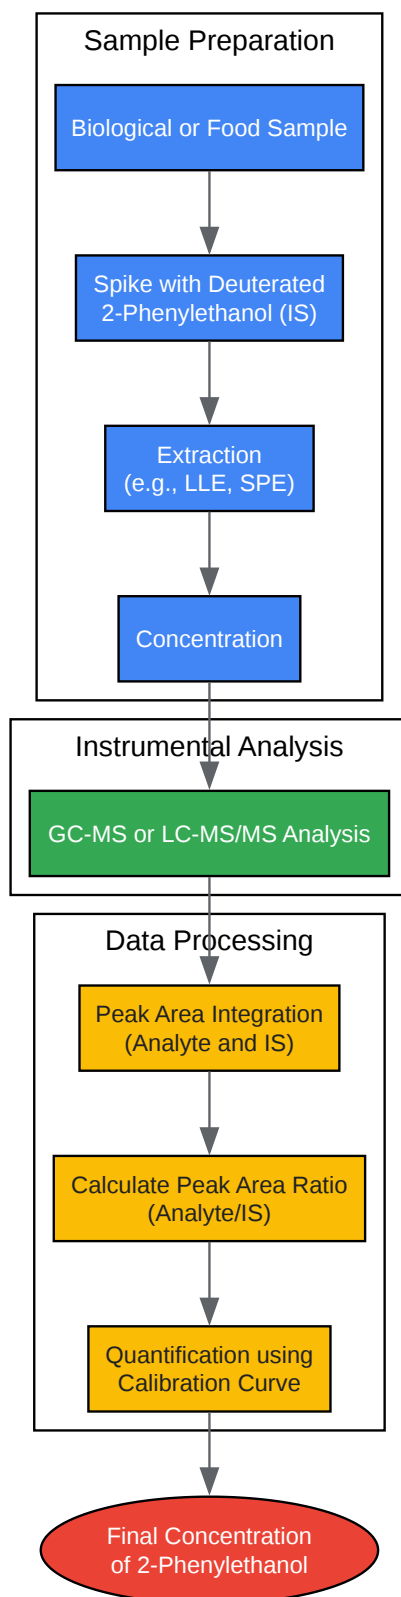 Sample Preparation
Biological or Food Sample
Spike with Deuterated
2-Phenylethanol (IS)
Extraction
(e.g., LLE, SPE)
Concentration
Instrumental Analysis
GC-MS or LC-MS/MS Analysis
Data Processing
Peak Area Integration
(Analyte and IS)
Calculate Peak Area Ratio
(Analyte/IS)
Quantification using
Calibration Curve
Final Concentration
of 2-Phenylethanol